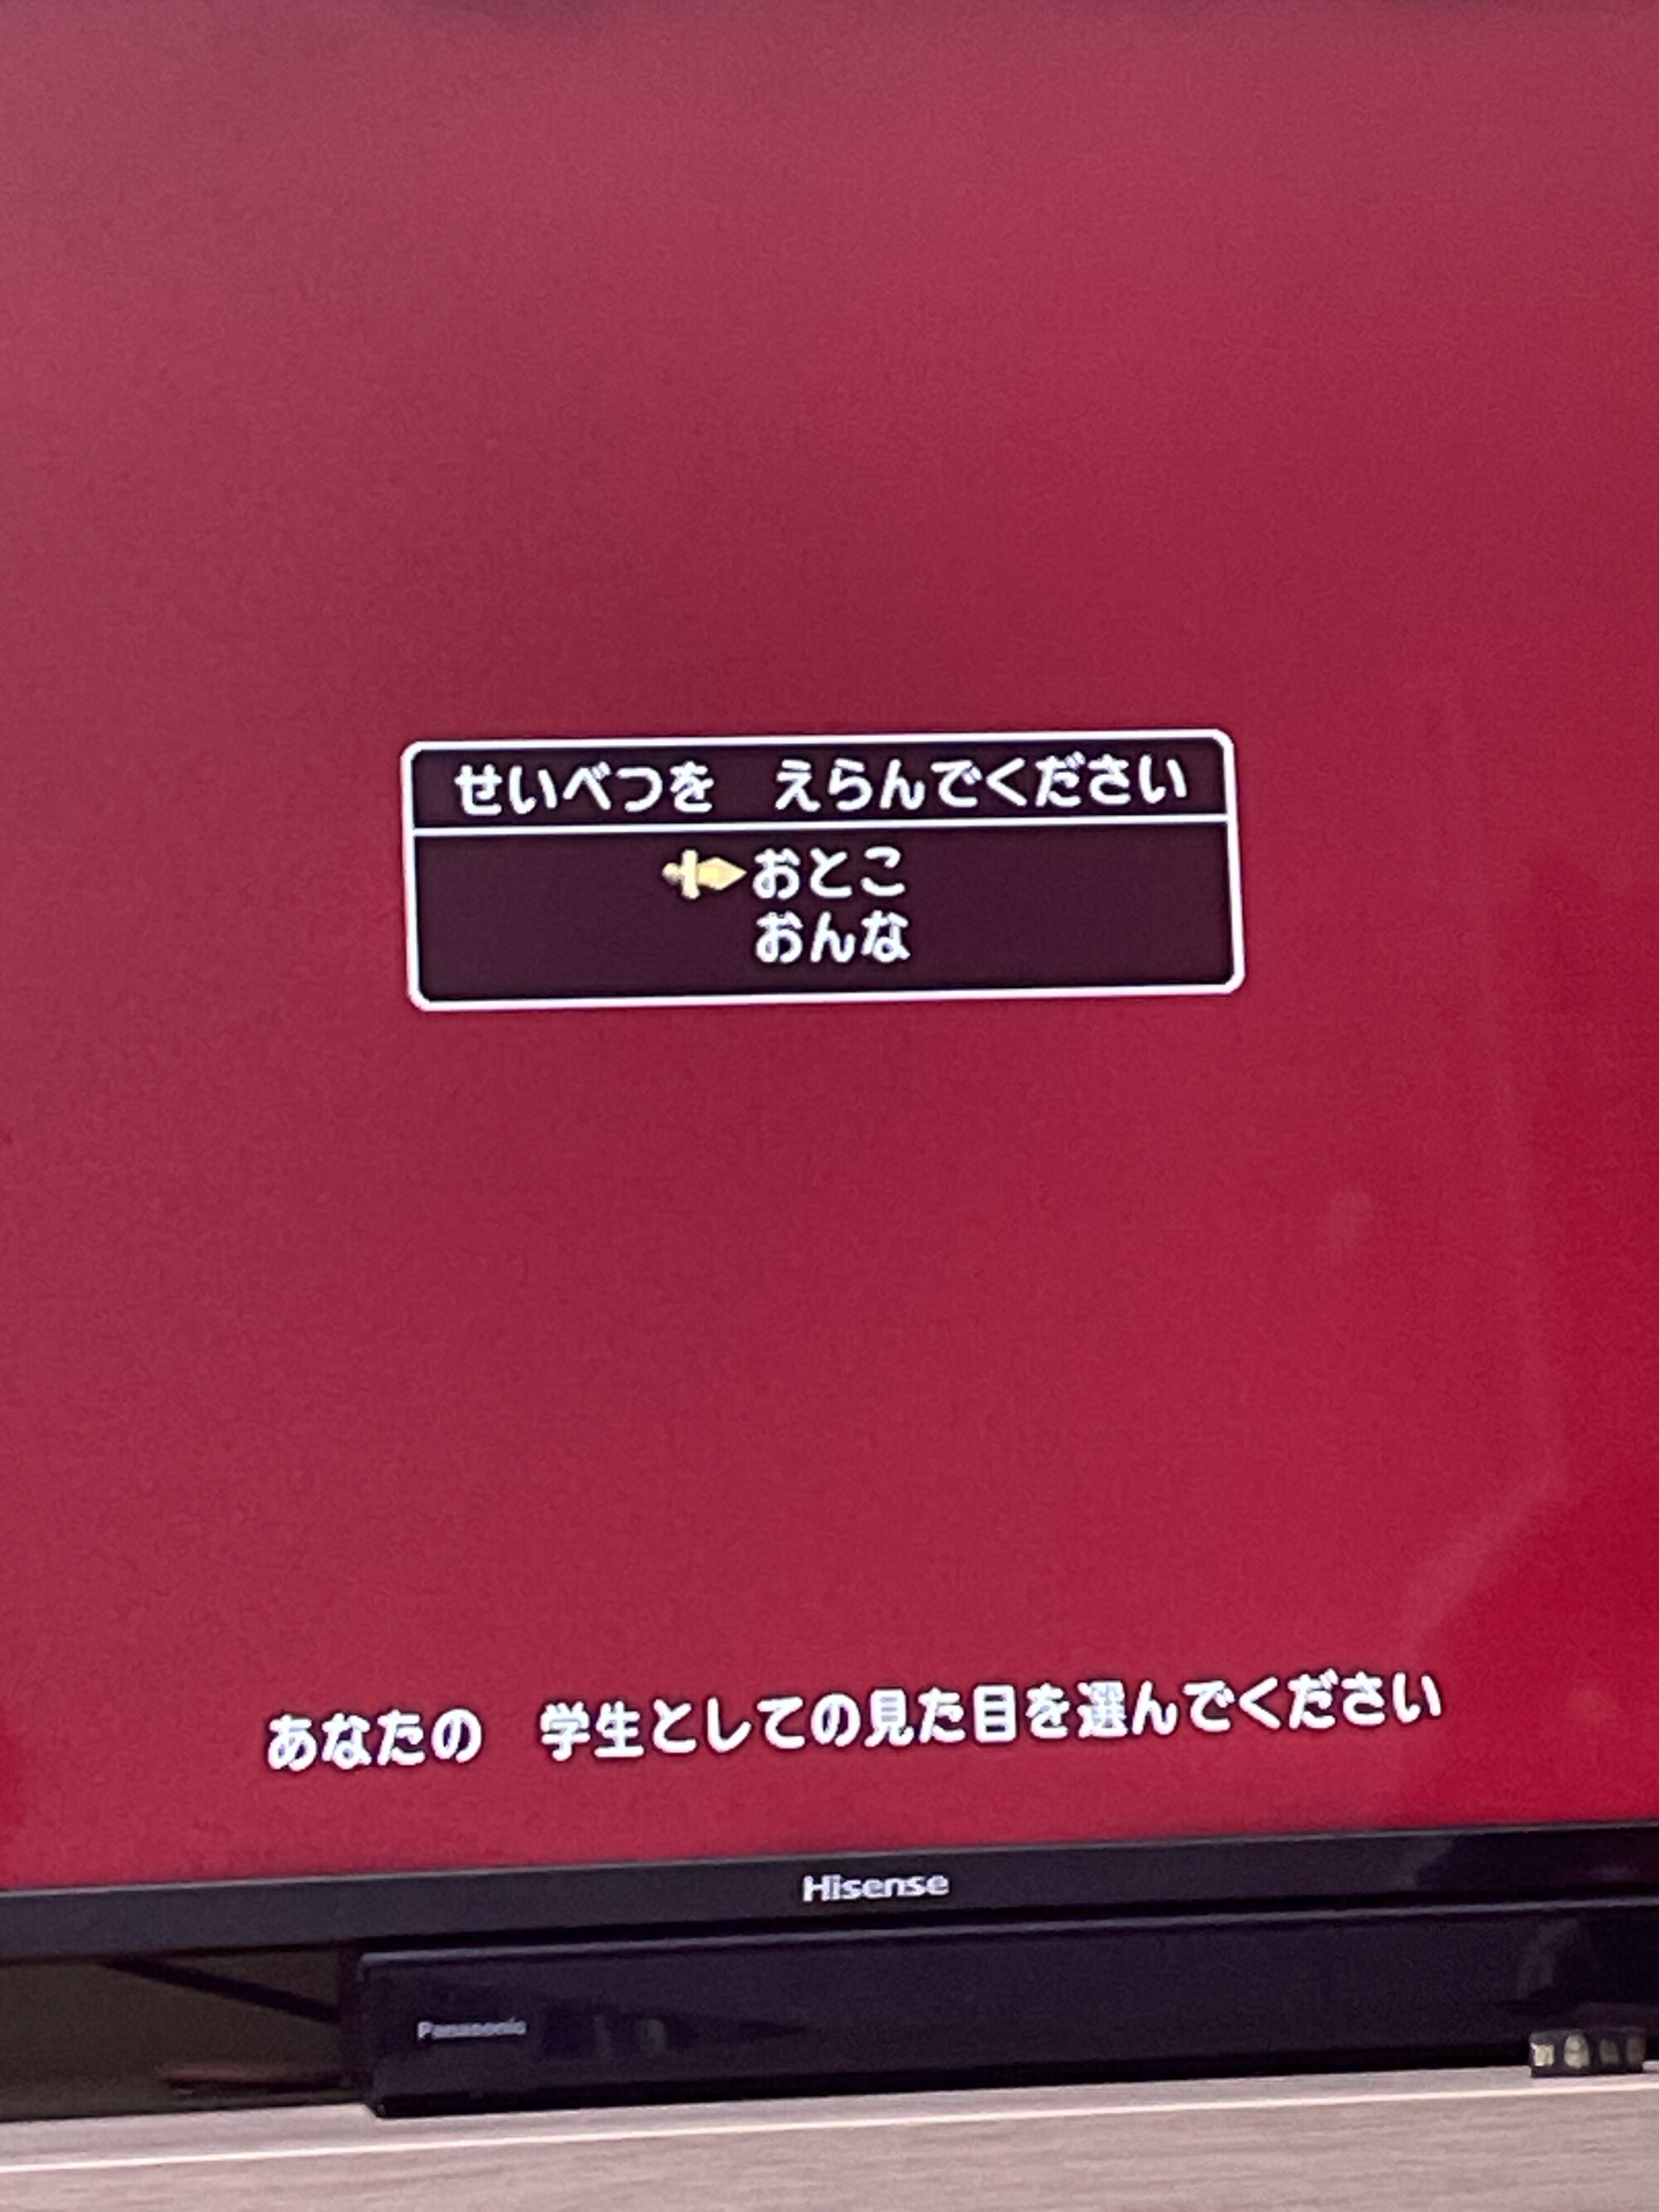 せいべつを　えらんでください
おとこ
おんな
あなたの　学生としての見た目を選んでください
Hisense
Panasonic